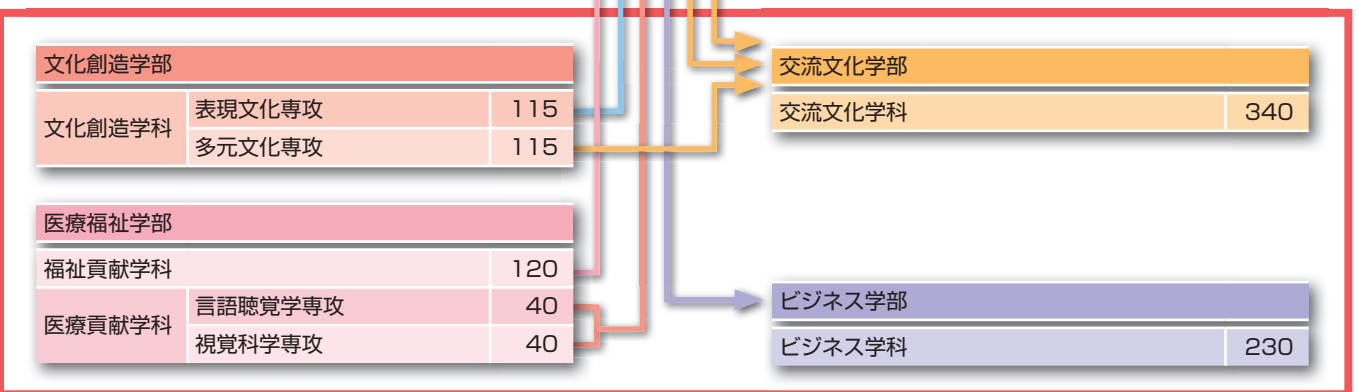 文化創造学部
文化創造学科 表現文化専攻 115
多元文化専攻 115
医療福祉学部
福祉貢献学科 120
医療貢献学科 言語聴覚学専攻 40
視覚科学専攻 40
交流文化学部
交流文化学科 340
ビジネス学部
ビジネス学科 230